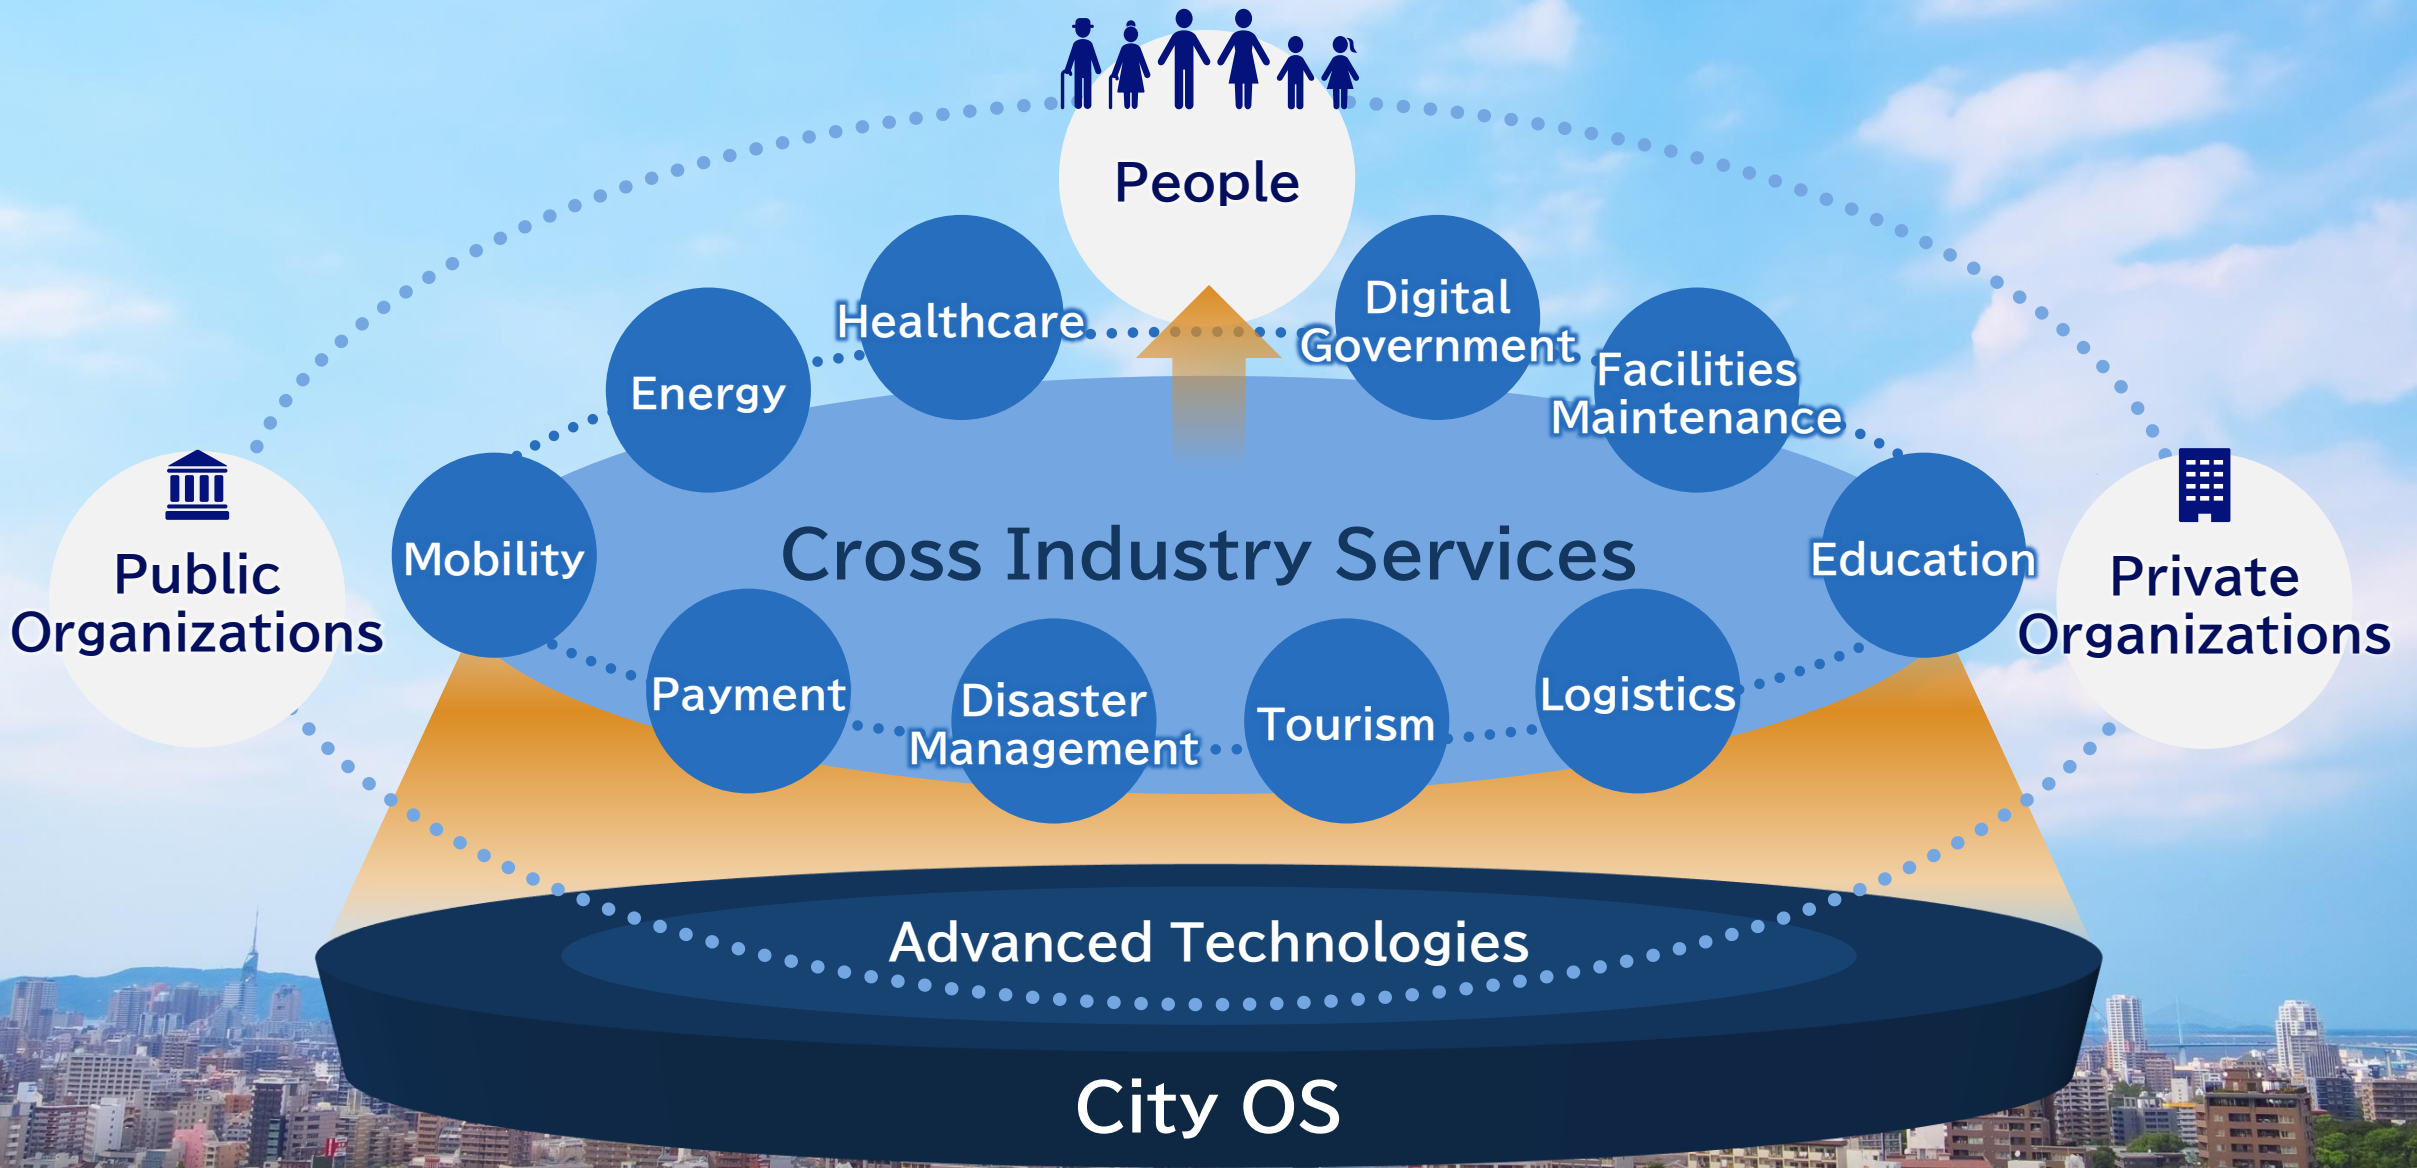 People
Healthcare
Digital
Government
Energy
Facilities
Maintenance
Public
Organizations
Mobility
Cross Industry Services
Education
Private
Organizations
Payment
Disaster
Management
Tourism
Logistics
Advanced Technologies
City OS